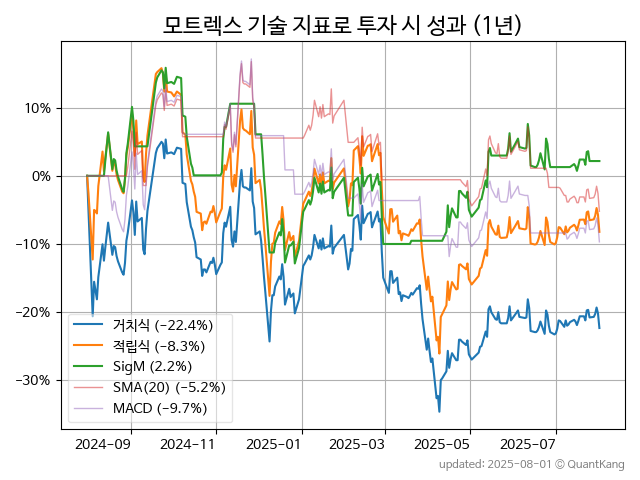 모트렉스 기술 지표로 투자 시 성과 (1년)
10%
0%
−10%
−20%
−30%
거치식 (−22.4%)
적립식 (−8.3%)
SigM (2.2%)
SMA(20) (−5.2%)
MACD (−9.7%)
2024−09 2024−11 2025−01 2025−03 2025−05 2025−07
updated: 2025-08-01 © QuantKang